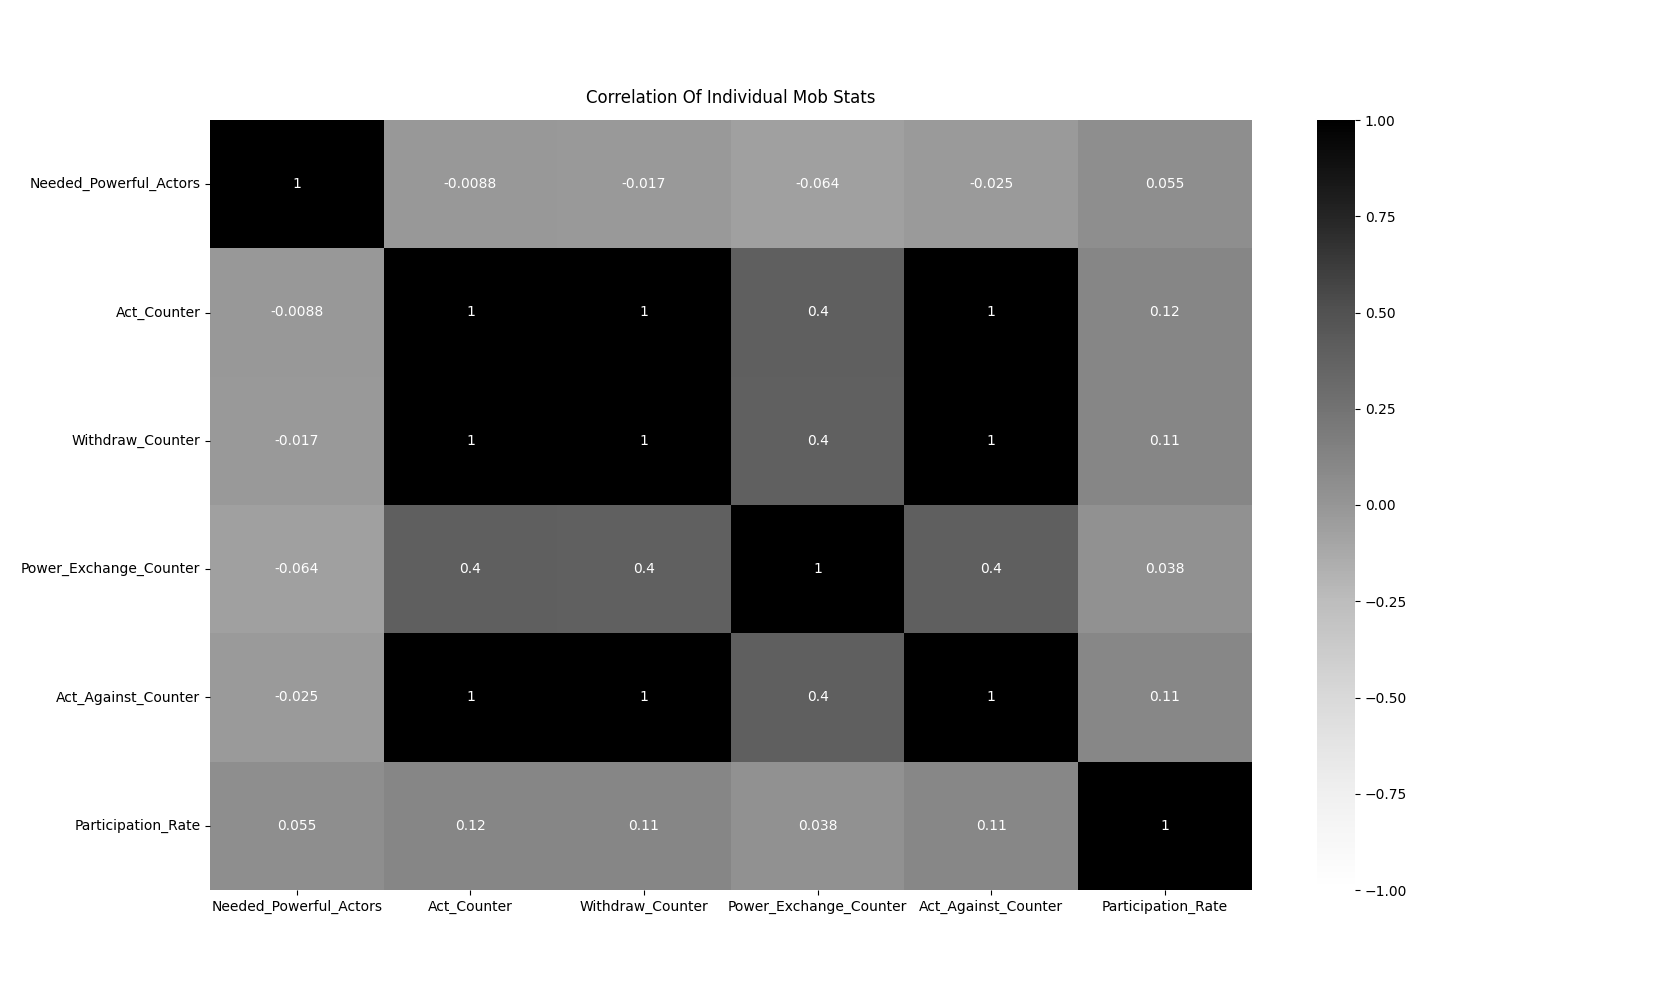 Correlation Of Individual Mob Stats
Needed_Powerful_Actors 1 -0.0088 -0.017 -0.064 -0.025 0.055
Act_Counter -0.0088 1 1 0.4 1 0.12
Withdraw_Counter -0.017 1 1 0.4 1 0.11
Power_Exchange_Counter -0.064 0.4 0.4 1 0.4 0.038
Act_Against_Counter -0.025 1 1 0.4 1 0.11
Participation_Rate 0.055 0.12 0.11 0.038 0.11 1
Needed_Powerful_Actors Act_Counter Withdraw_Counter Power_Exchange_Counter Act_Against_Counter Participation_Rate
1.00
0.75
0.50
0.25
0.00
−0.25
−0.50
−0.75
−1.00